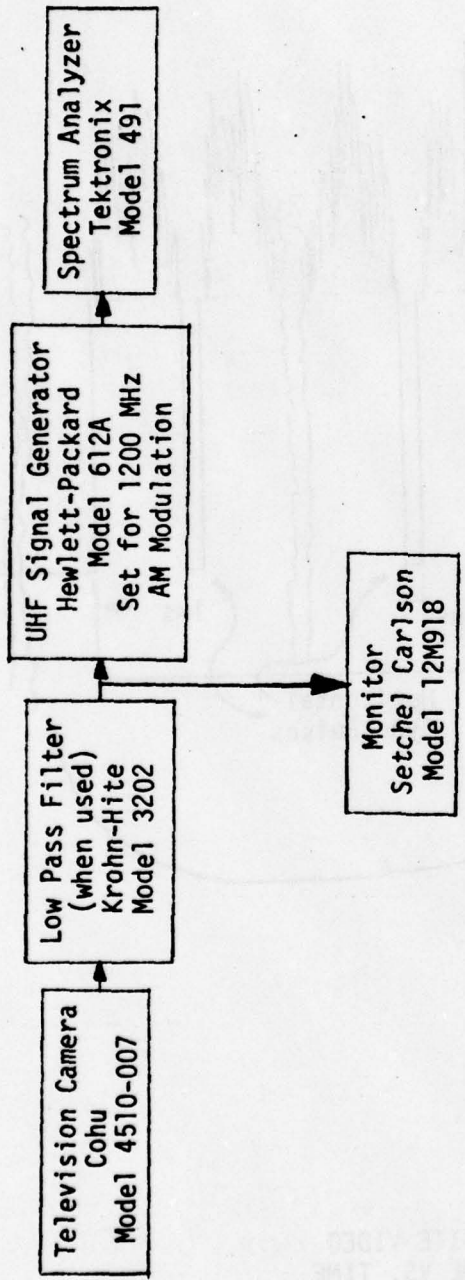 Television Camera
Cohu
Model 4510-007
Low Pass Filter
(when used)
Krohn-Hite
Model 3202
UHF Signal Generator
Hewlett-Packard
Model 612A
Set for 1200 MHz
AM Modulation
Spectrum Analyzer
Tektronix
Model 491
Monitor
Setchel Carlson
Model 12M918